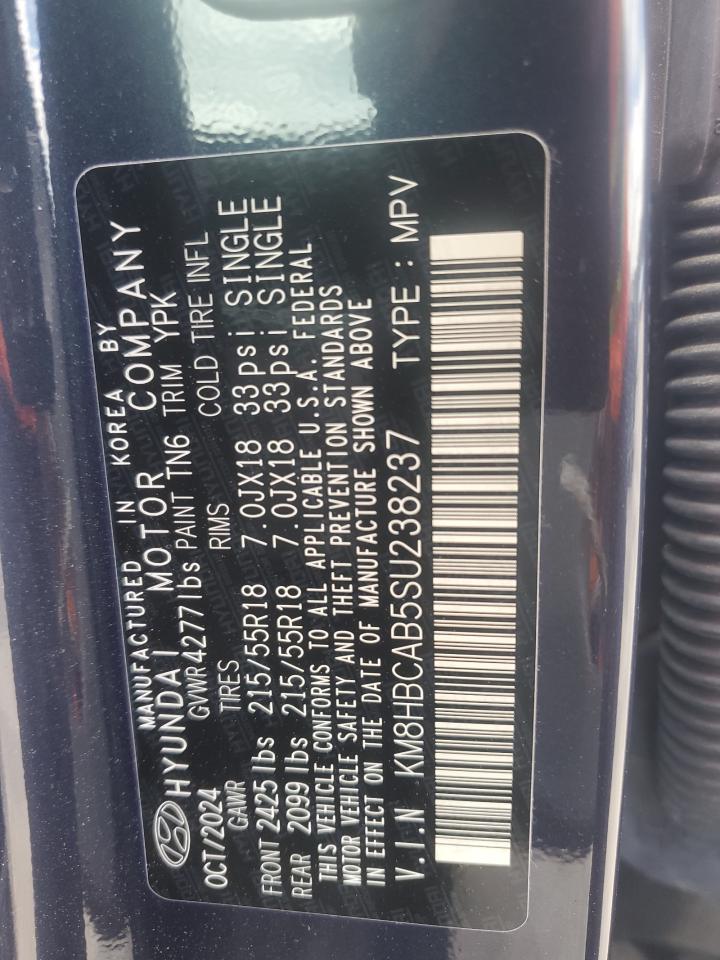 MANUFACTURED IN KOREA BY
HYUNDAI MOTOR COMPANY
OCT/2024 GVWR 4277lbs PAINT TN6 TRIM YPK
GAWR TIRES RIMS COLD TIRE INFL
FRONT 2425 lbs 215/55R18 7.0JX18 33psi SINGLE
REAR 2099 lbs 215/55R18 7.0JX18 33psi SINGLE
THIS VEHICLE CONFORMS TO ALL APPLICABLE U.S.A. FEDERAL
MOTOR VEHICLE SAFETY AND THEFT PREVENTION STANDARDS
IN EFFECT ON THE DATE OF MANUFACTURE SHOWN ABOVE
V.I.N KM8HBCAB5SU238237 TYPE : MPV